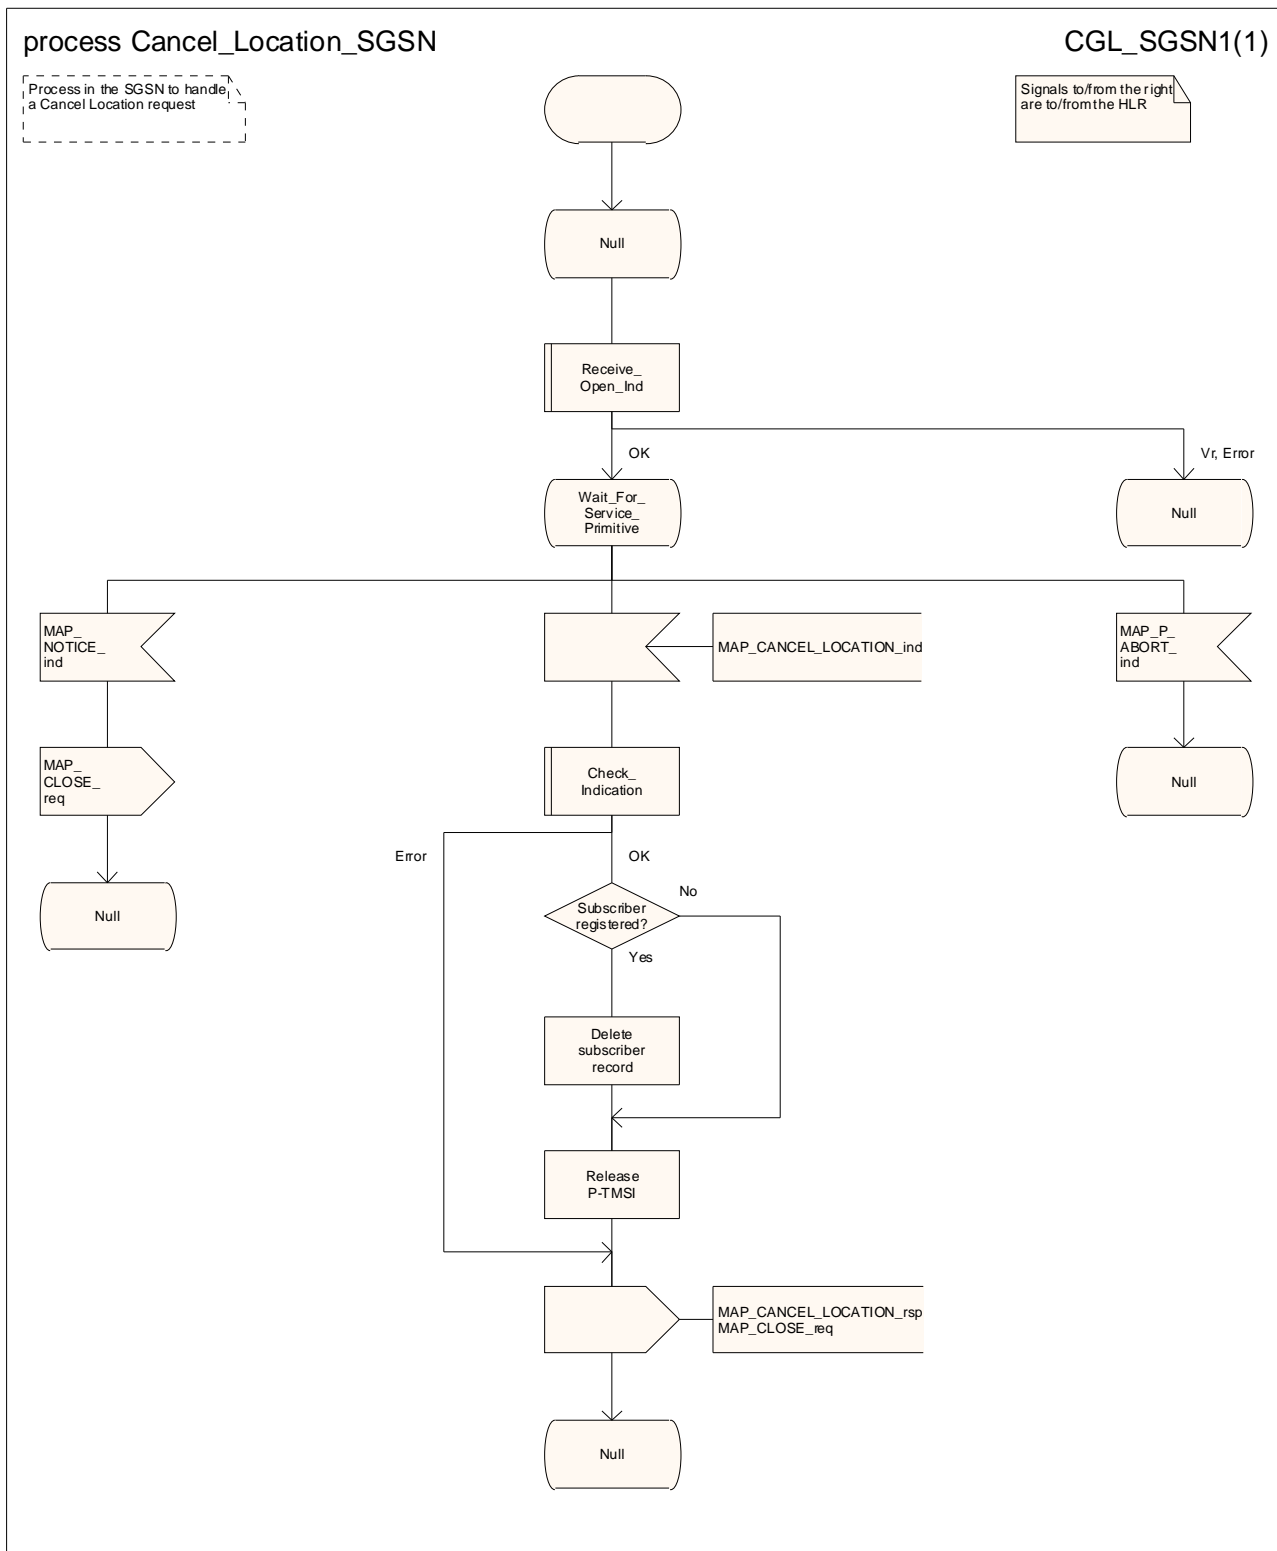 process Cancel_Location_SGSN
CGL_SGSN1(1)
Process in the SGSN to handle
a Cancel Location request
Signals to/from the right
are to/from the HLR
Null
Receive_
Open_Ind
OK
Vr, Error
Wait_For_
Service_
Primitive
Null
MAP_
NOTICE_
ind
MAP_CANCEL_LOCATION_ind
MAP_P_
ABORT_
ind
MAP_
CLOSE_
req
Check_
Indication
Null
Error
OK
No
Null
Subscriber
registered?
Yes
Delete
subscriber
record
Release
P-TMSI
MAP_CANCEL_LOCATION_rsp
MAP_CLOSE_req
Null